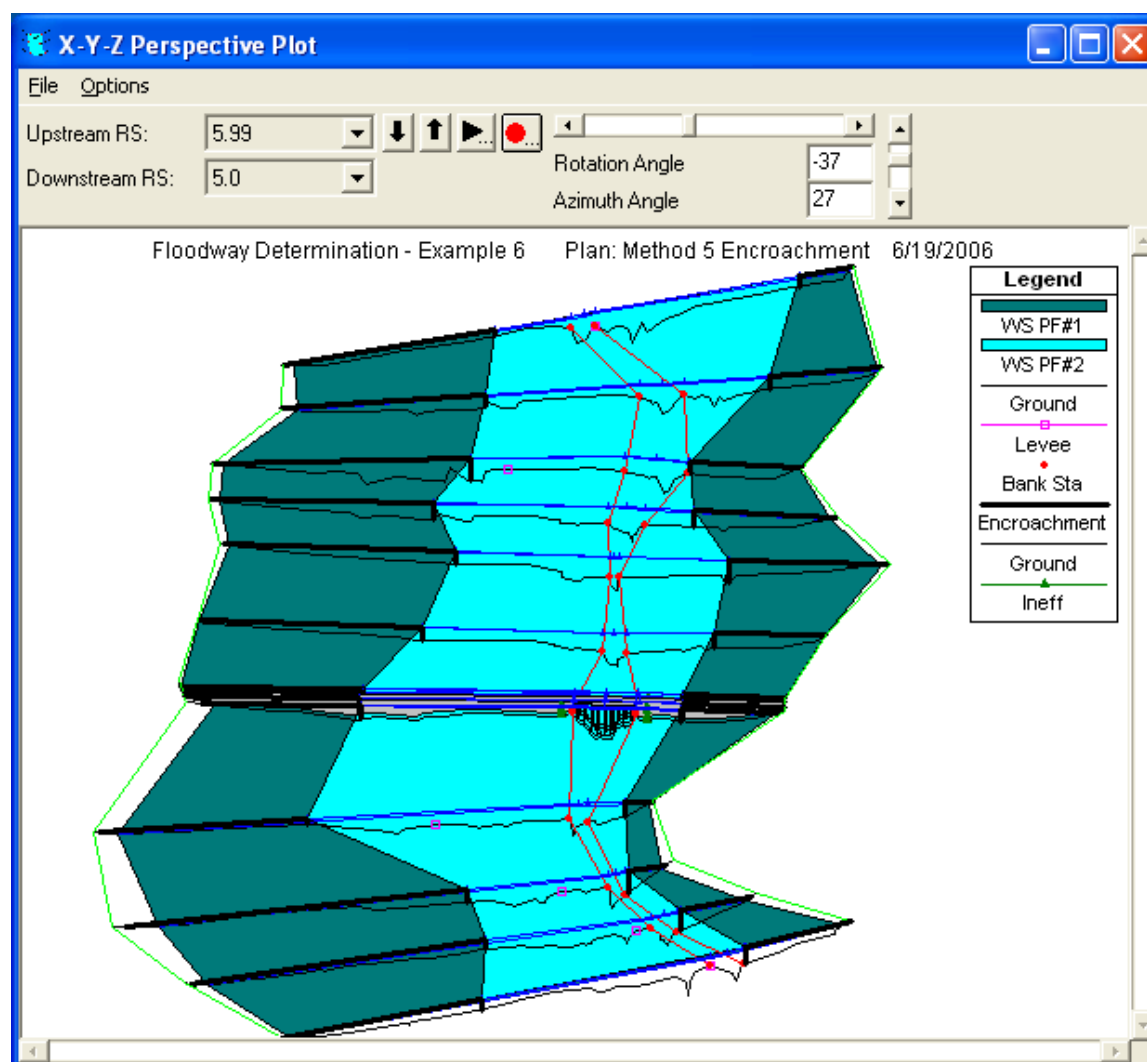 X-Y-Z Perspective Plot
File Options
Upstream RS: 5.99
Downstream RS: 5.0
Rotation Angle -37
Azimuth Angle 27
Floodway Determination - Example 6 Plan: Method 5 Encroachment 6/19/2006
Legend
WS PF#1
WS PF#2
Ground
Levee
Bank Sta
Encroachment
Ground
Ineff